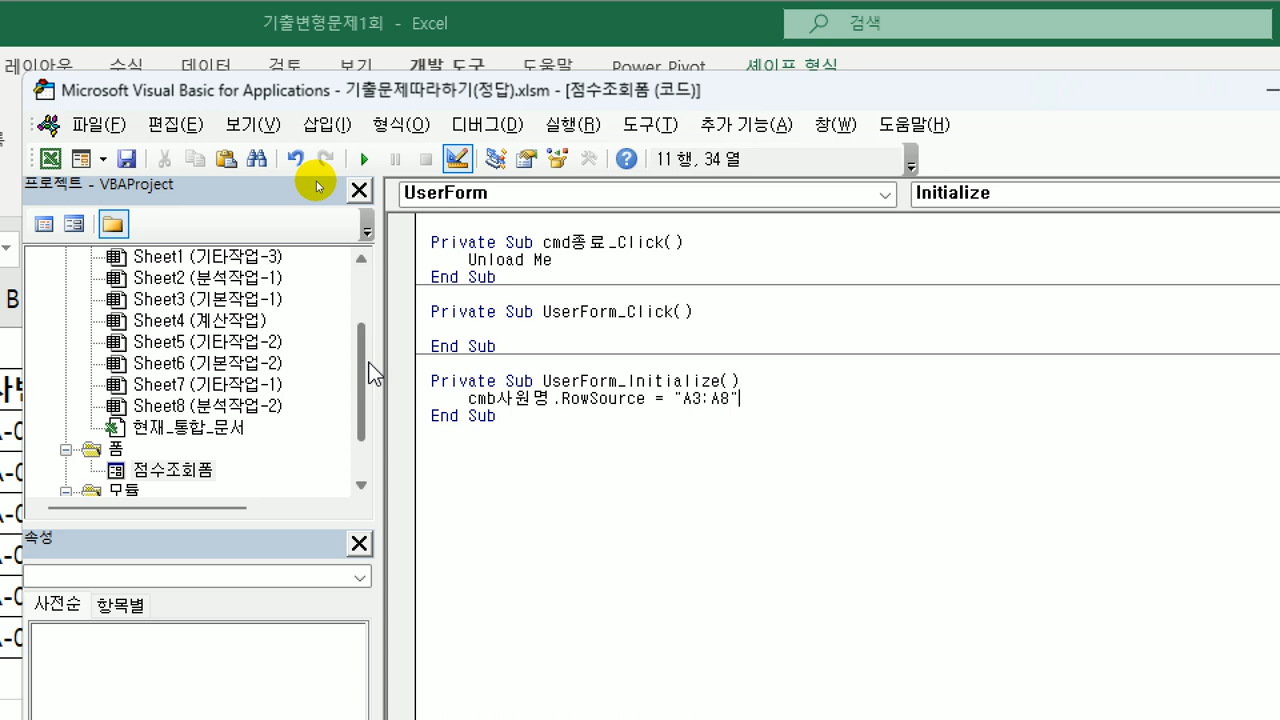 기출변형문제1회 - Excel
검색
레이아웃 수식 데이터 검토 보기 개발 도구 도움말 Power Pivot 셰이프 형식
Microsoft Visual Basic for Applications - 기출문제따라하기(정답).xlsm - [점수조회폼 (코드)]
파일(F) 편집(E) 보기(V) 삽입(I) 형식(O) 디버그(D) 실행(R) 도구(T) 추가 기능(A) 창(W) 도움말(H)
11 행, 34 열
프로젝트 - VBAProject
UserForm
Initialize
Sheet1 (기타작업-3)
Sheet2 (분석작업-1)
Sheet3 (기본작업-1)
Sheet4 (계산작업)
Sheet5 (기타작업-2)
Sheet6 (기본작업-2)
Sheet7 (기타작업-1)
Sheet8 (분석작업-2)
현재_통합_문서
폼
점수조회폼
모듈
속성
사전순 항목별
Private Sub cmd종료_Click()
Unload Me
End Sub
Private Sub UserForm_Click()
End Sub
Private Sub UserForm_Initialize()
cmb사원명.RowSource = "A3:A8"
End Sub
B